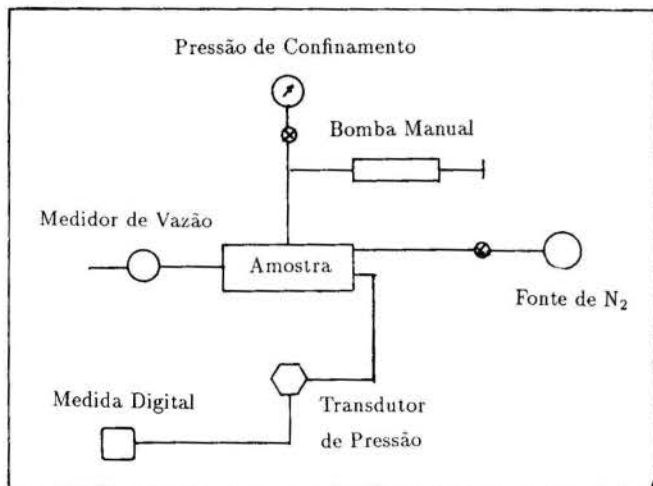 Pressão de Confinamento
Bomba Manual
Medidor de Vazão
Amostra
Fonte de N₂
Medida Digital
Transdutor
de Pressão